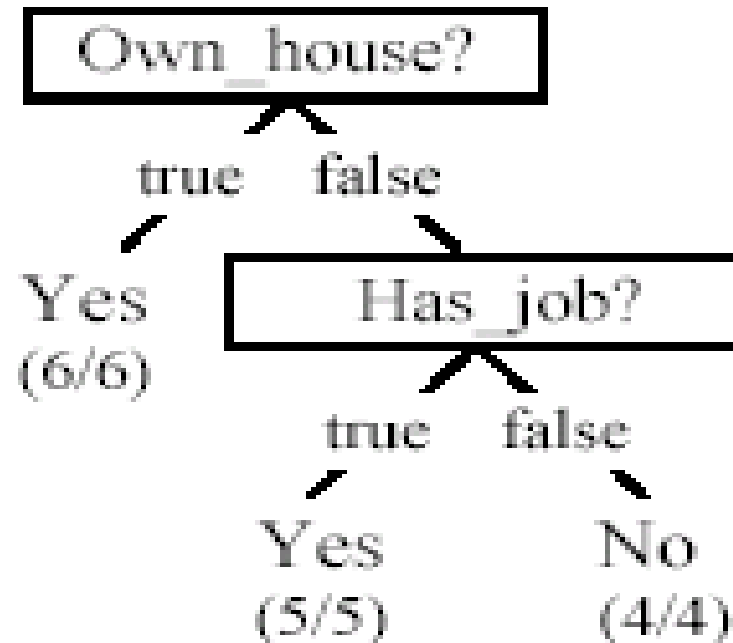 Own_house?
true false
Yes
(6/6)
Has_job?
true false
Yes No
(5/5) (4/4)